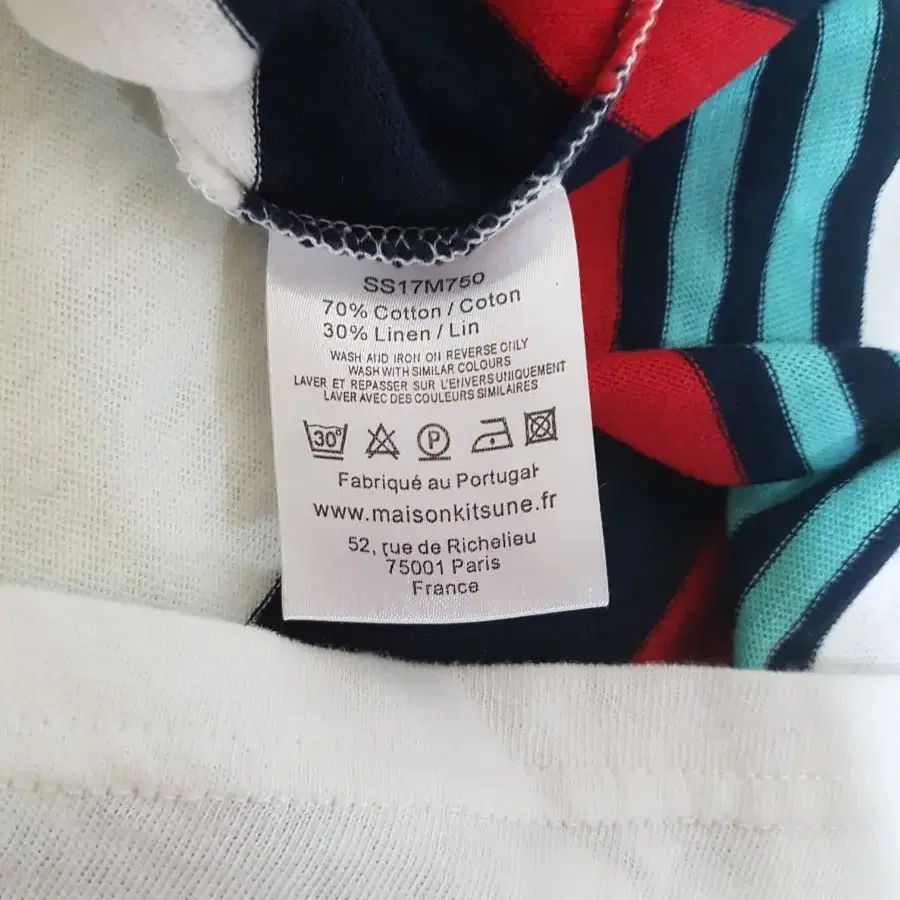 SS17M750
70% Cotton / Coton
30% Linen / Lin
WASH AND IRON ON REVERSE ONLY
WASH WITH SIMILAR COLOURS
LAVER ET REPASSER SUR L'ENVERS UNIQUEMENT
LAVER AVEC DES COULEURS SIMILAIRES
30° P
Fabriqué au Portugal
www.maisonkitsune.fr
52, rue de Richelieu
75001 Paris
France